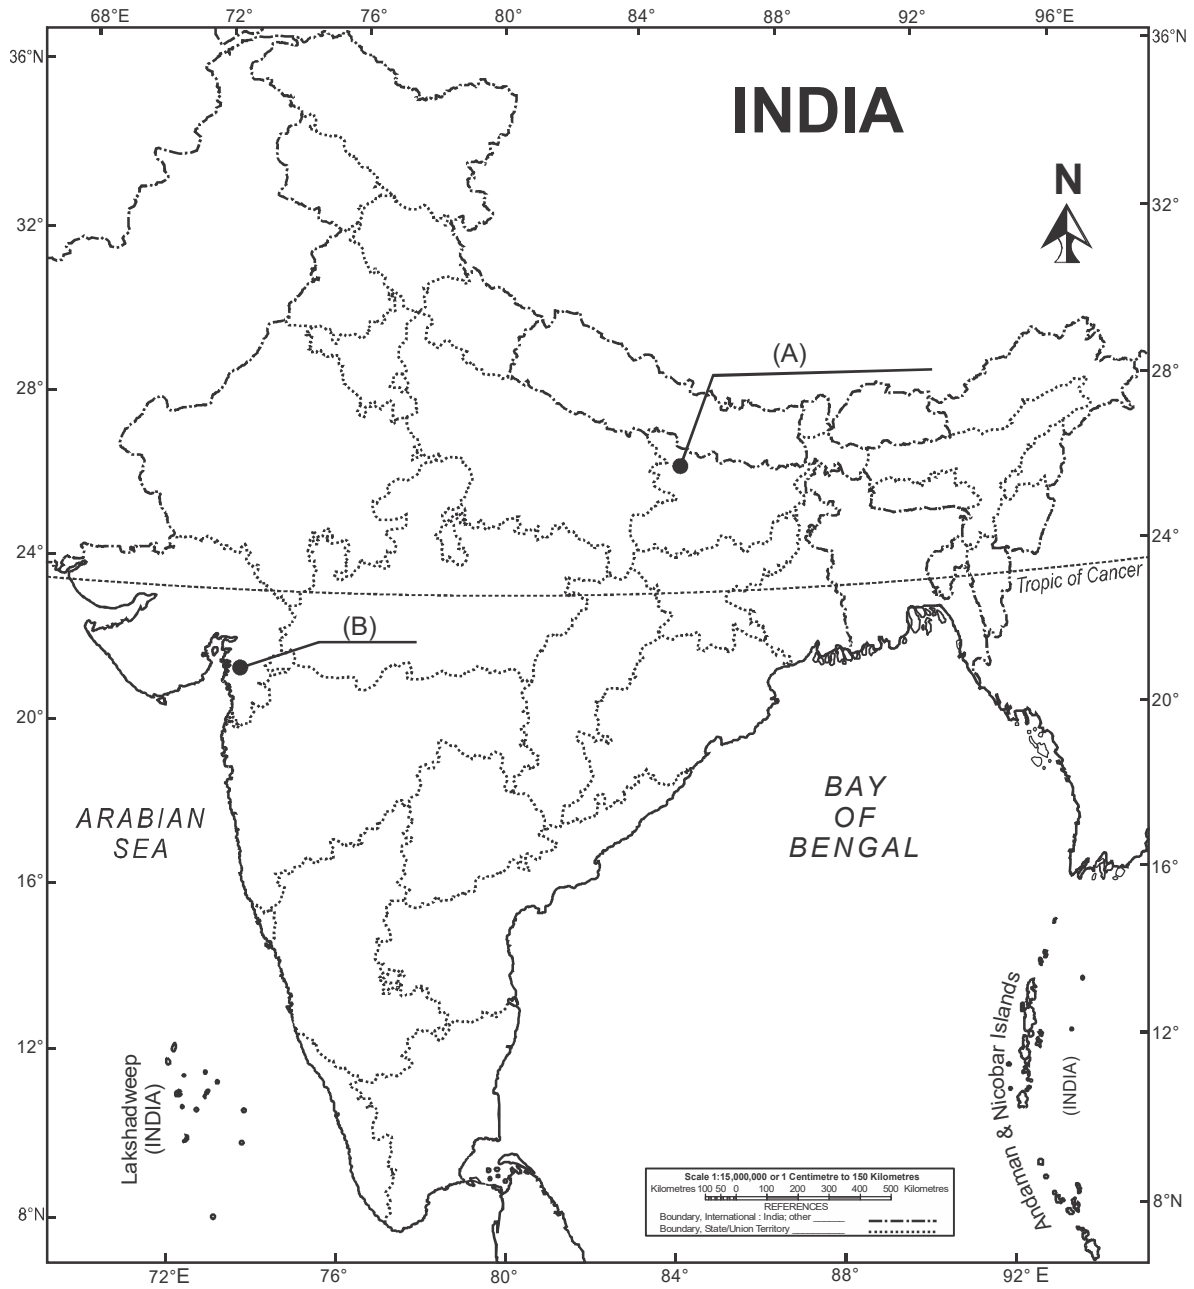 68°E 72° 76° 80° 84° 88° 92° 96°E
36°N
36°N
INDIA
N
32°
32°
(A)
28°
28°
24°
24°
Tropic of Cancer
(B)
20°
20°
ARABIAN
SEA
BAY
OF
BENGAL
16°
16°
12°
12°
Lakshadweep
(INDIA)
Andaman & Nicobar Islands
(INDIA)
8°N
8°N
Scale 1:15,000,000 or 1 Centimetre to 150 Kilometres
Kilometres 100 50 0 100 200 300 400 500 Kilometres
REFERENCES
Boundary, International : India; other ______
Boundary, State/Union Territory __________
72°E 76° 80° 84° 88° 92° E